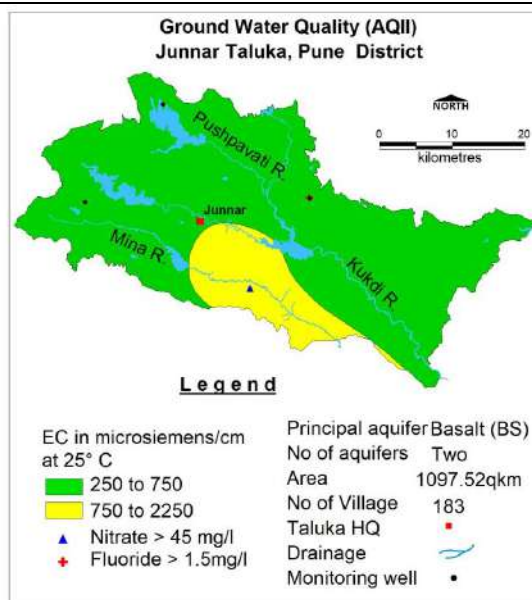 Ground Water Quality (AQII)
Junnar Taluka, Pune District
NORTH
0 10 20
kilometres
Pushpavati R.
Junnar
Mina R.
Kukdi R.
Legend
EC in microsiemens/cm
at 25° C
250 to 750
750 to 2250
Nitrate > 45 mg/l
Fluoride > 1.5mg/l
Principal aquifer Basalt (BS)
No of aquifers Two
Area 1097.52qkm
No of Village 183
Taluka HQ
Drainage
Monitoring well